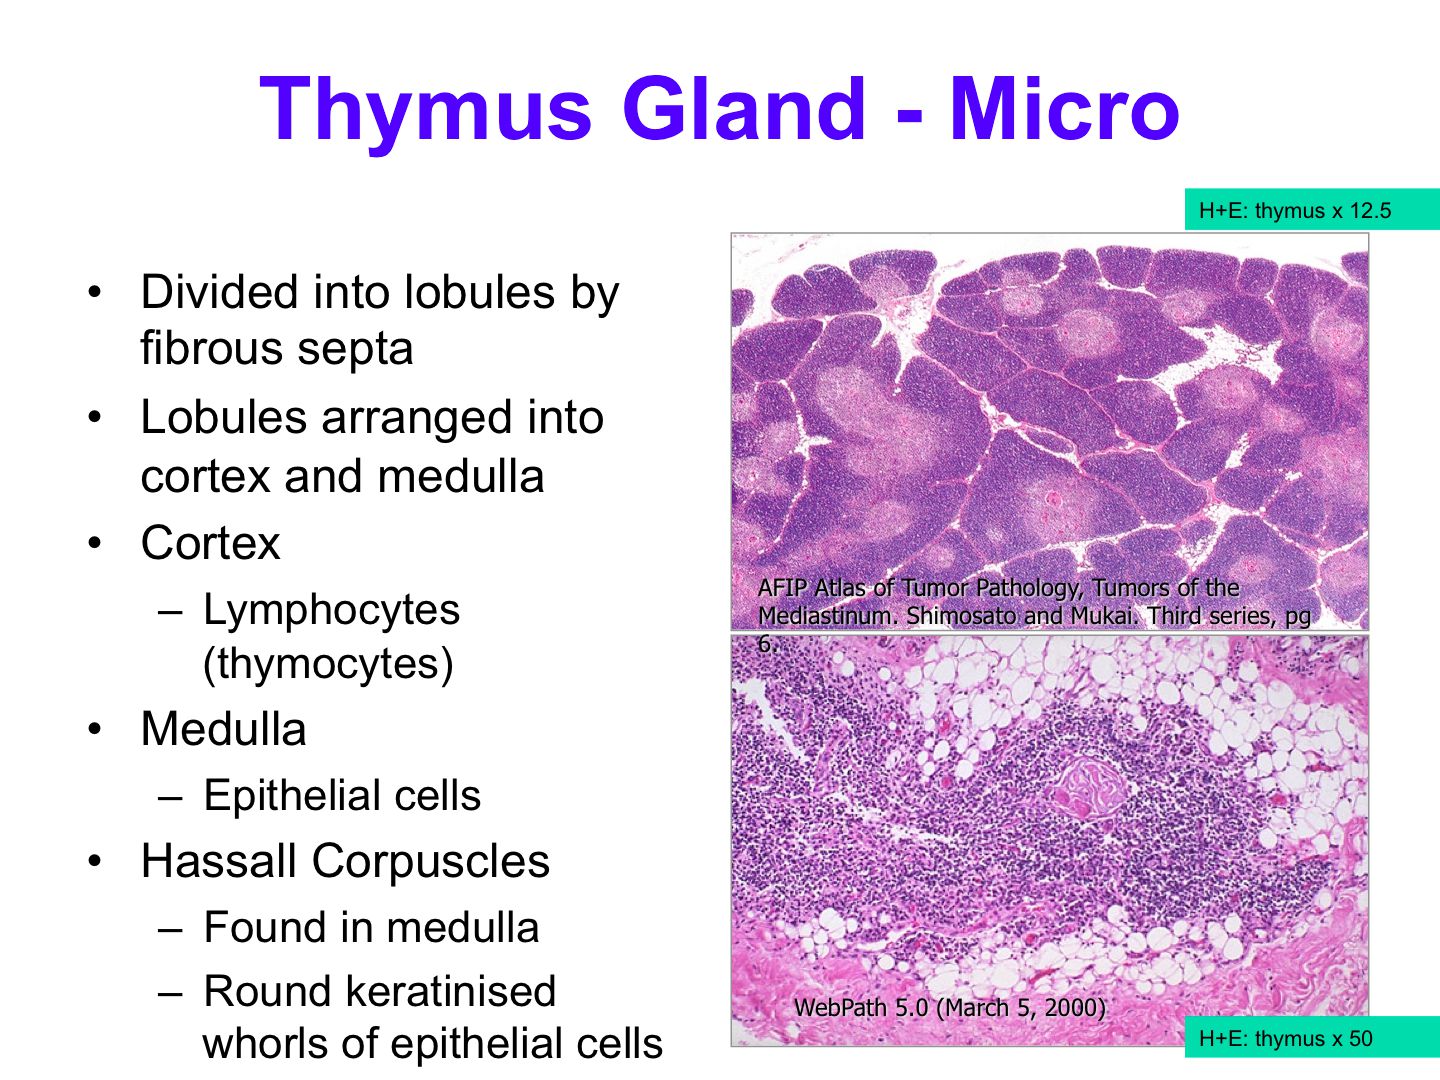 Thymus Gland - Micro
H+E: thymus x 12.5
• Divided into lobules by
fibrous septa
• Lobules arranged into
cortex and medulla
• Cortex
– Lymphocytes
(thymocytes)
• Medulla
– Epithelial cells
• Hassall Corpuscles
– Found in medulla
– Round keratinised
whorls of epithelial cells
AFIP Atlas of Tumor Pathology, Tumors of the
Mediastinum. Shimosato and Mukai. Third series, pg
6.
WebPath 5.0 (March 5, 2000)
H+E: thymus x 50